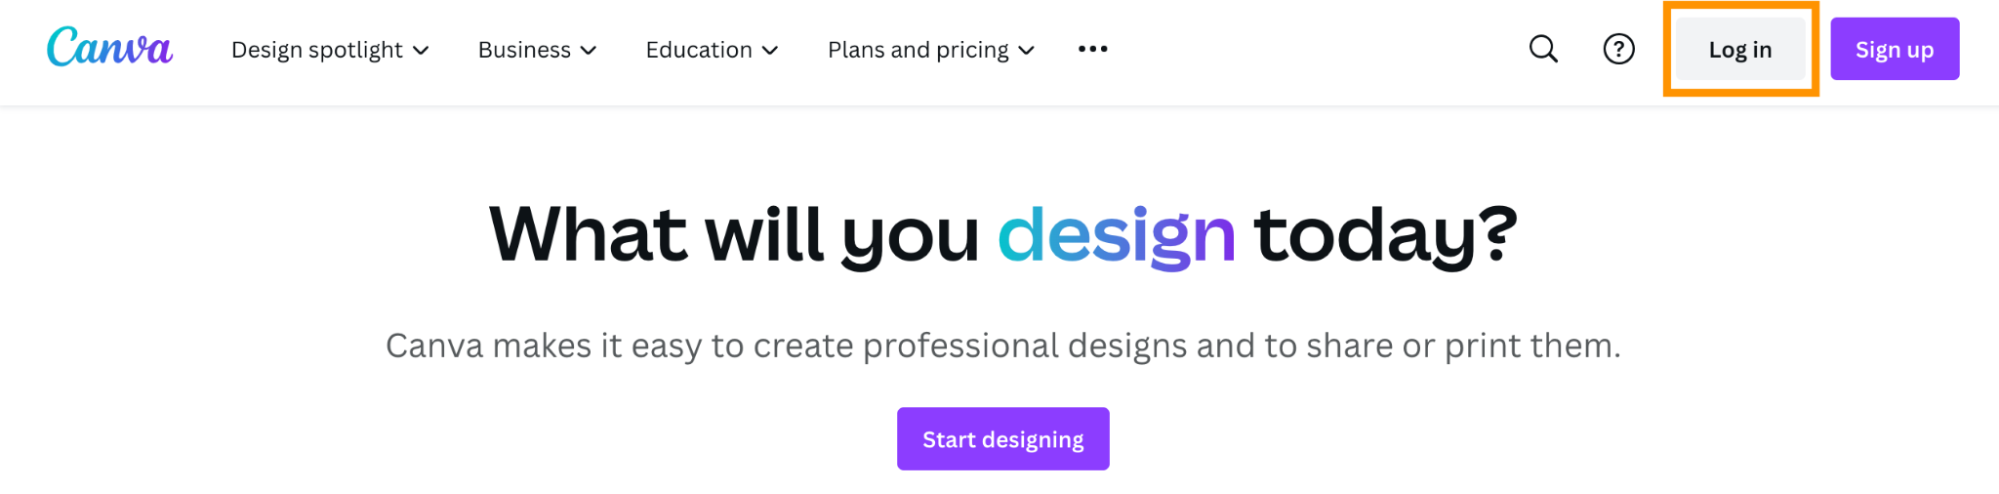 Canva Design spotlight Business Education Plans and pricing ••• ? Log in Sign up
What will you design today?
Canva makes it easy to create professional designs and to share or print them.
Start designing